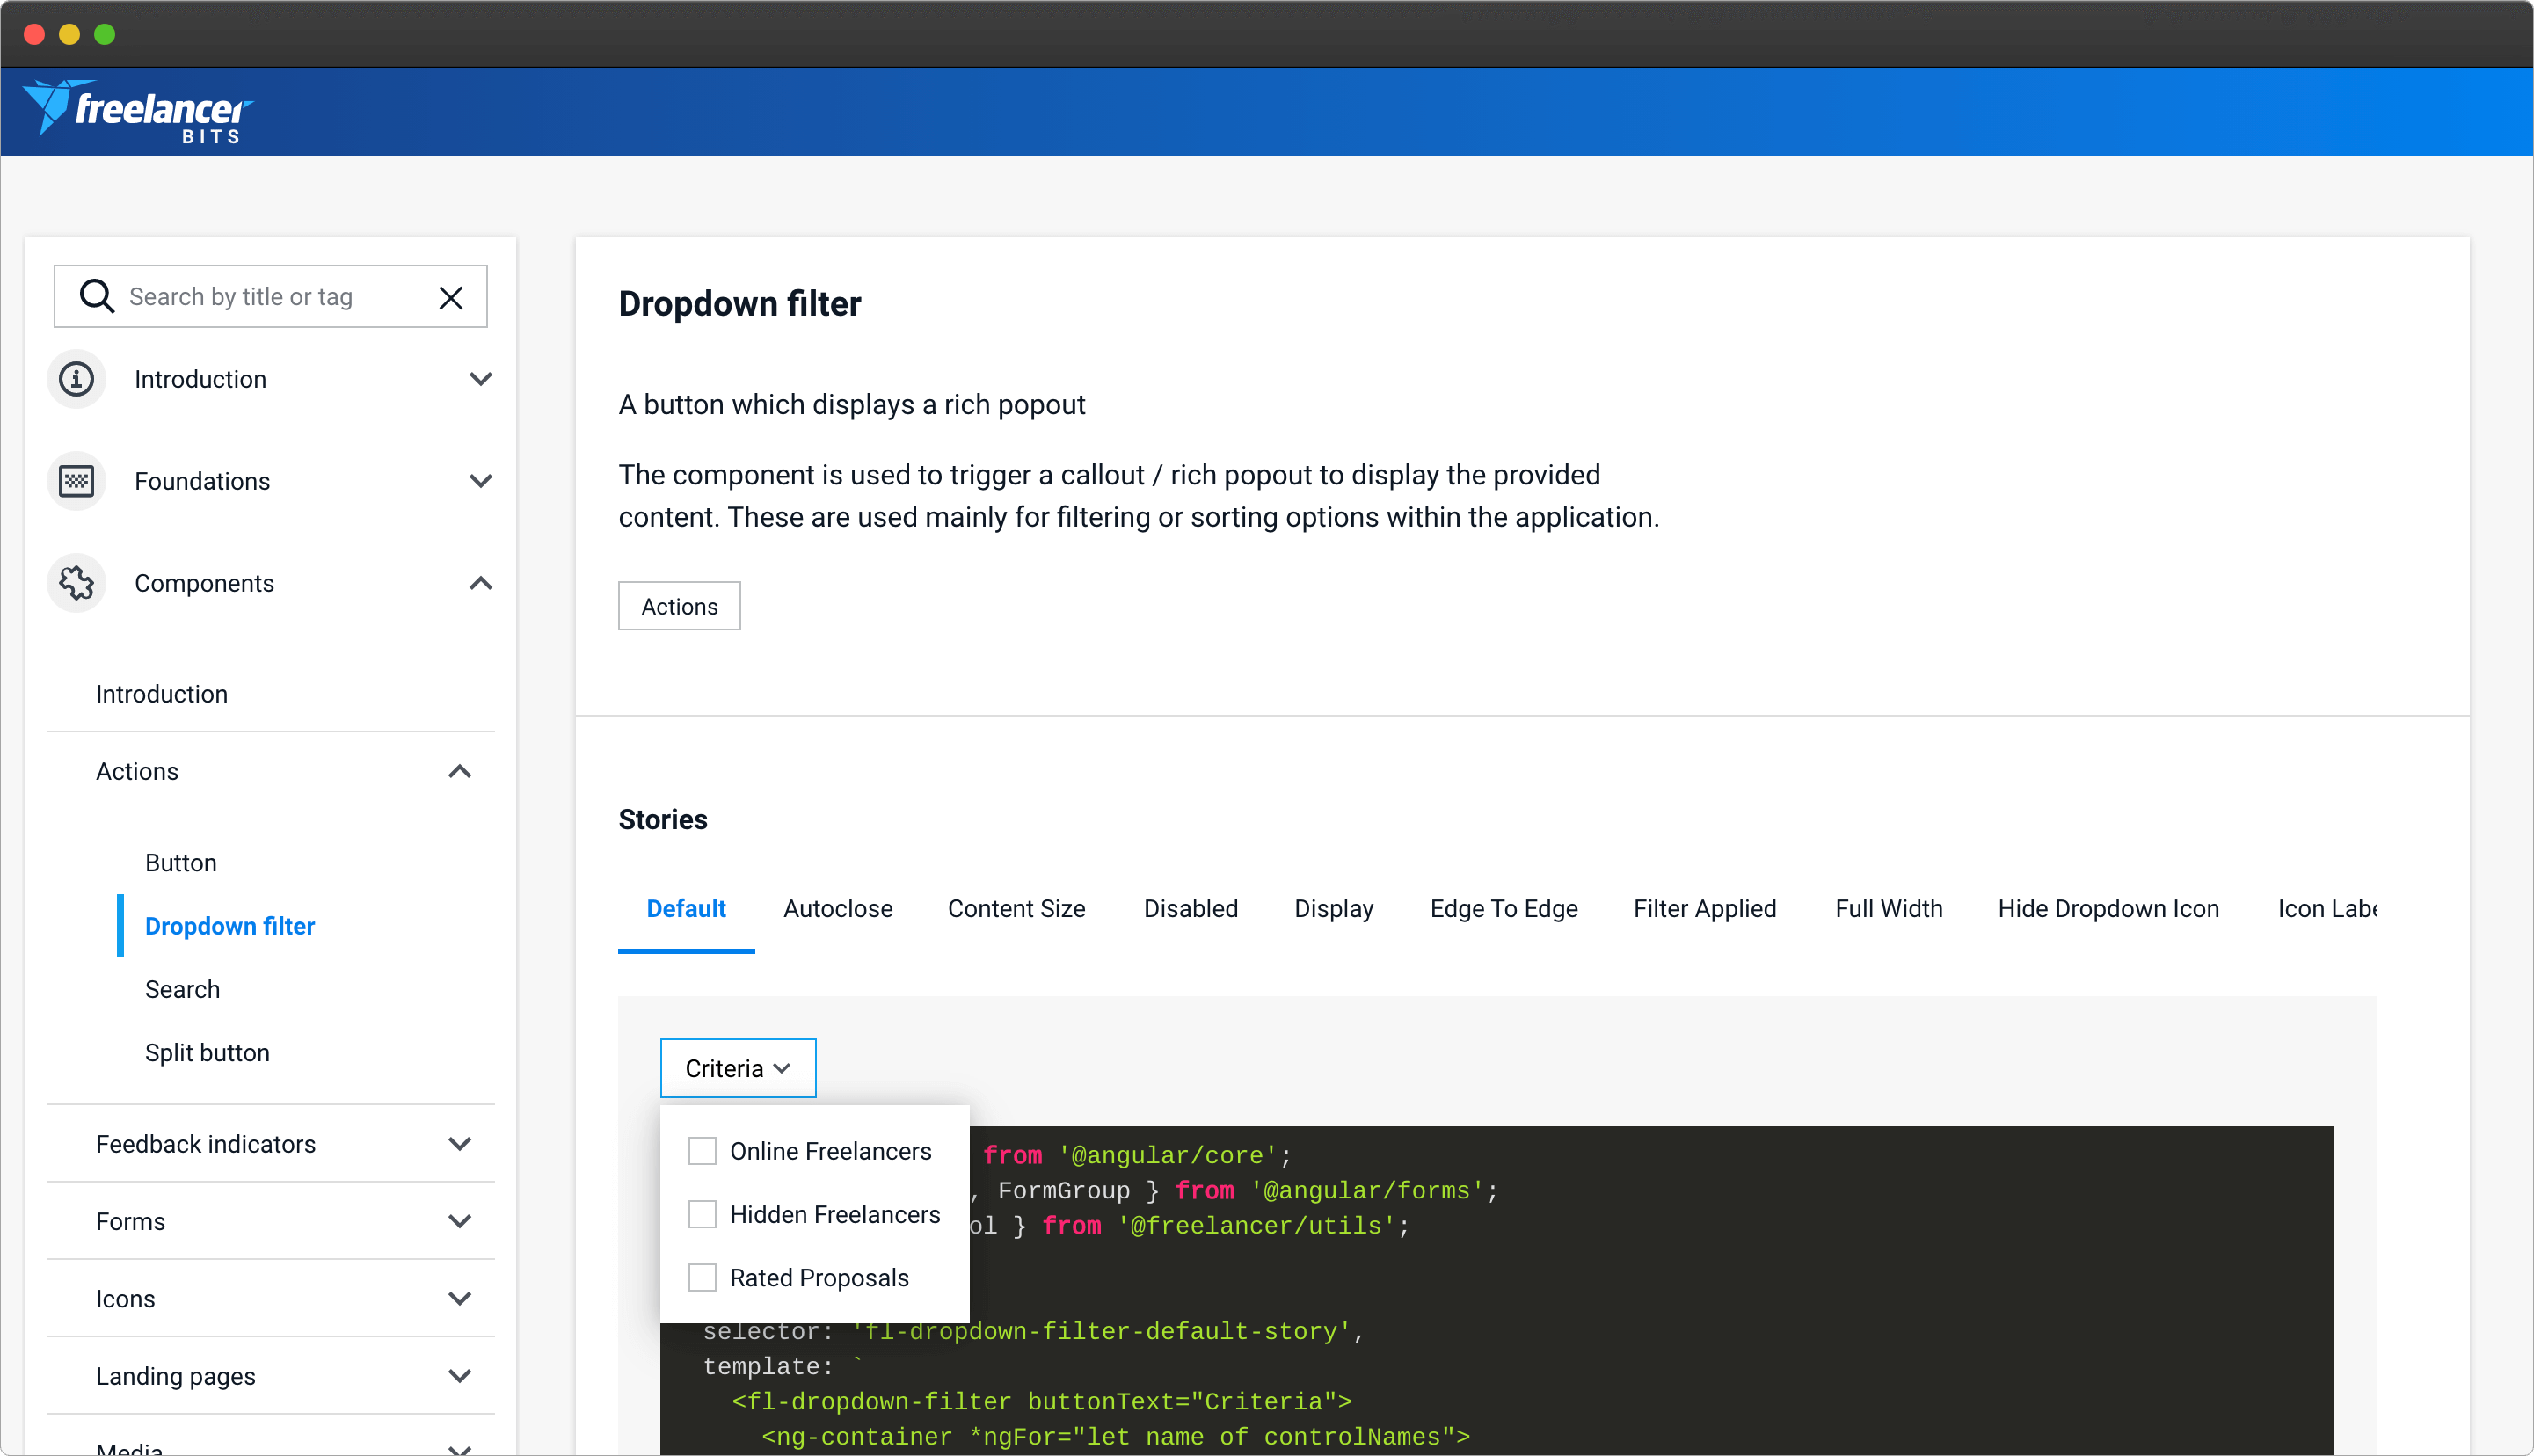 freelancer
BITS
Search by title or tag
Introduction
Foundations
Components
Introduction
Actions
Button
Dropdown filter
Search
Split button
Feedback indicators
Forms
Icons
Landing pages
Media
Dropdown filter
A button which displays a rich popout
The component is used to trigger a callout / rich popout to display the provided
content. These are used mainly for filtering or sorting options within the application.
Actions
Stories
Default Autoclose Content Size Disabled Display Edge To Edge Filter Applied Full Width Hide Dropdown Icon Icon Labe
Criteria
Online Freelancers
Hidden Freelancers
Rated Proposals
from '@angular/core';
, FormGroup } from '@angular/forms';
ol } from '@freelancer/utils';
selector: 'fl-dropdown-filter-default-story',
template: `
<fl-dropdown-filter buttonText="Criteria">
<ng-container *ngFor="let name of controlNames">